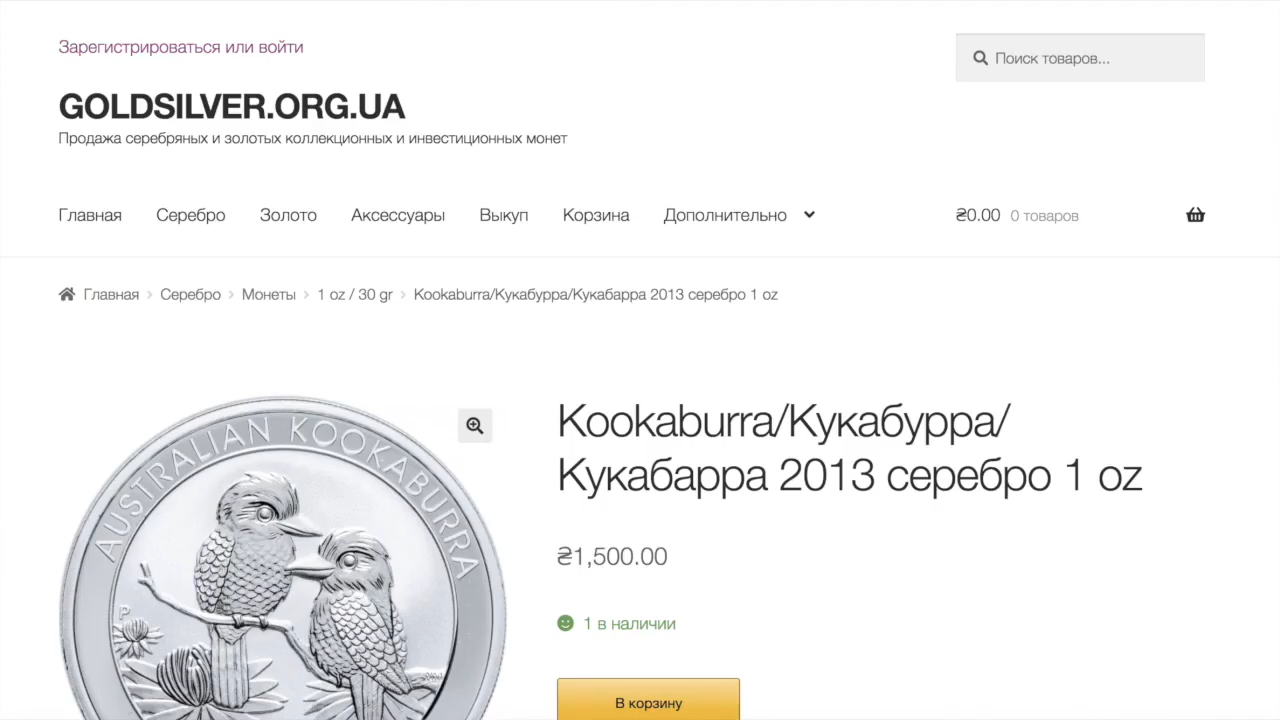 Зарегистрироваться или войти
Поиск товаров...
GOLDSILVER.ORG.UA
Продажа серебряных и золотых коллекционных и инвестиционных монет
Главная Серебро Золото Аксессуары Выкуп Корзина Дополнительно ₴0.00 0 товаров
Главная Серебро Монеты 1 oz / 30 gr Kookaburra/Кукабурра/Кукабарра 2013 серебро 1 oz
AUSTRALIAN KOOKABURRA
P
Kookaburra/Кукабурра/
Кукабарра 2013 серебро 1 oz
₴1,500.00
1 в наличии
В корзину